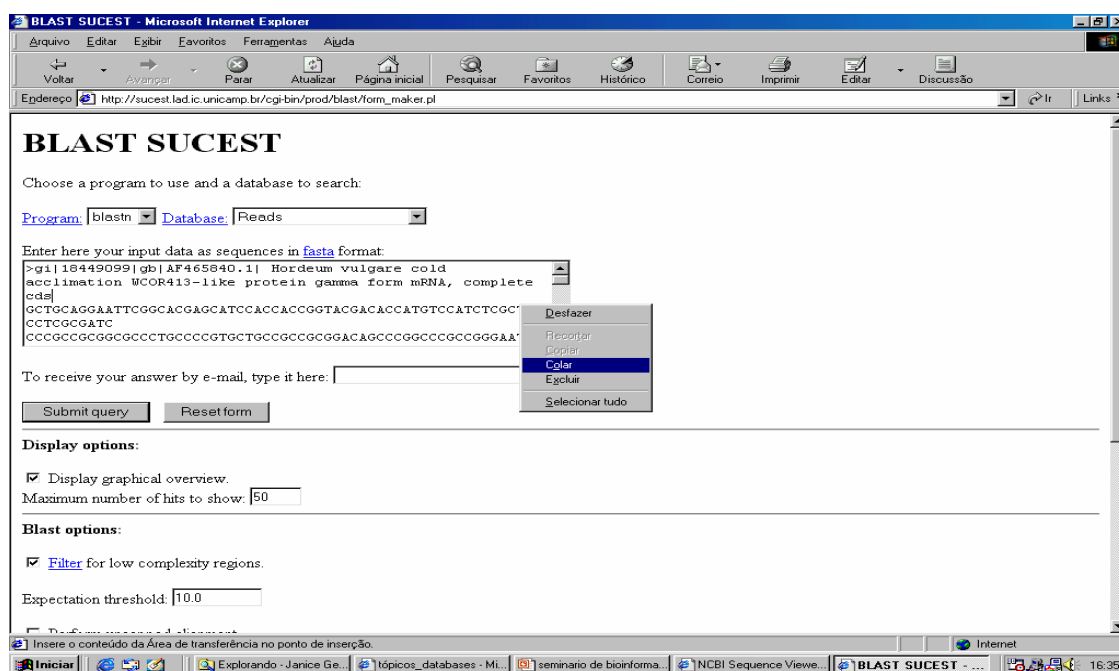 BLAST SUCEST - Microsoft Internet Explorer
Arquivo Editar Exibir Favoritos Ferramentas Ajuda
Voltar Avançar Parar Atualizar Página inicial Pesquisar Favoritos Histórico Correio Imprimir Editar Discussão
Endereço http://sucest.lad.ic.unicamp.br/cgi-bin/prod/blast/form_maker.pl Ir Links
BLAST SUCEST
Choose a program to use and a database to search:
Program: blastn Database: Reads
Enter here your input data as sequences in fasta format:
>gi|18449099|gb|AF465840.1| Hordeum vulgare cold
acclimation WCOR413-like protein gamma form mRNA, complete
cds
GCTGCAGGAATTCGGCACGAGCATCCACCACCGGTACGACACCATGTCCATCTCGC
CCTCGCGATC
CCCGCCGCGGCGCCCTGCCCCGTGCTGCCGCCGCGGACAGCCCGGCCCGCCGGGAA
Desfazer
Recortar
Copiar
Colar
Excluir
Selecionar tudo
To receive your answer by e-mail, type it here:
Submit query Reset form
Display options:
Display graphical overview.
Maximum number of hits to show: 50
Blast options:
Filter for low complexity regions.
Expectation threshold: 10.0
Insere o conteúdo da Área de transferência no ponto de inserção. Internet
Iniciar Explorando - Janice Ge... tópicos_databases - Mi... seminario de bioinforma... NCBI Sequence Viewe... BLAST SUCEST - ... 16:35